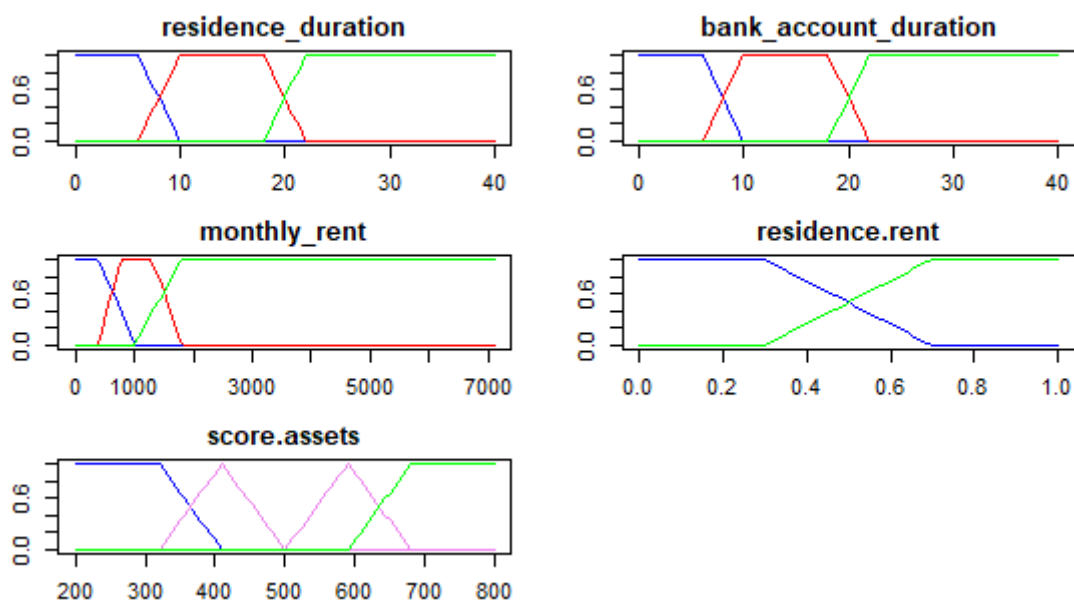 residence_duration
0.0 0.6
0 10 20 30 40
bank_account_duration
0.0 0.6
0 10 20 30 40
monthly_rent
0.0 0.6
0 1000 3000 5000 7000
residence.rent
0.0 0.6
0.0 0.2 0.4 0.6 0.8 1.0
score.assets
0.0 0.6
200 300 400 500 600 700 800